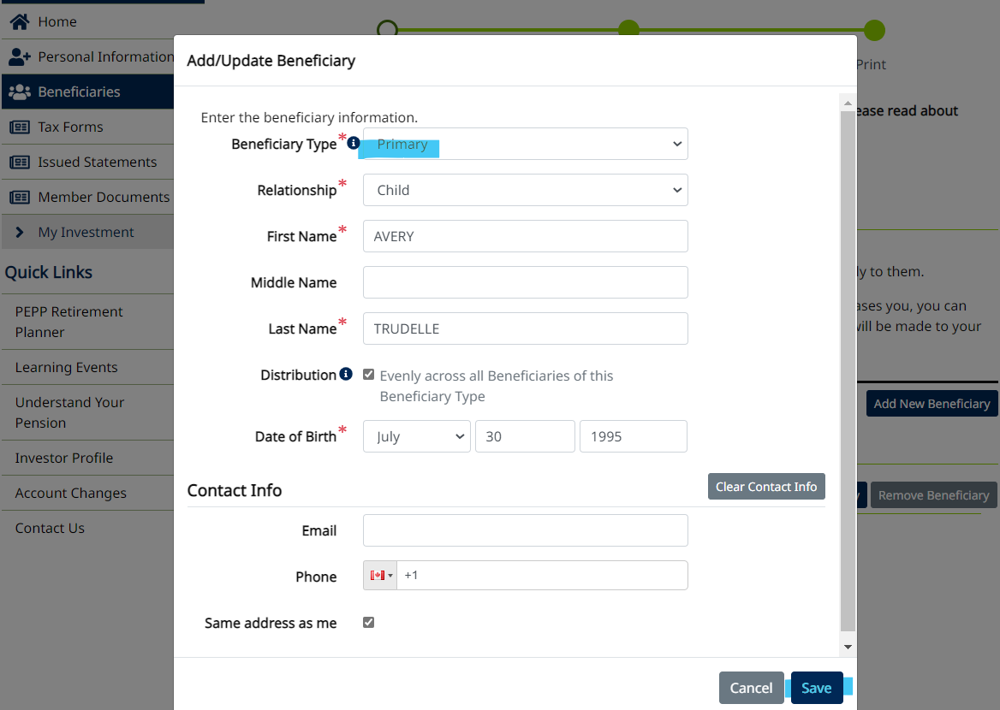 Home
Personal Information
Beneficiaries
Tax Forms
Issued Statements
Member Documents
My Investment
Quick Links
PEPP Retirement
Planner
Learning Events
Understand Your
Pension
Investor Profile
Account Changes
Contact Us
Add/Update Beneficiary
Enter the beneficiary information.
Beneficiary Type* Primary
Relationship* Child
First Name* AVERY
Middle Name
Last Name* TRUDELLE
Distribution Evenly across all Beneficiaries of this
Beneficiary Type
Date of Birth* July 30 1995
Contact Info Clear Contact Info
Email
Phone +1
Same address as me
Cancel Save
Print
ease read about
ly to them.
ases you, you can
will be made to your
Add New Beneficiary
y Remove Beneficiary